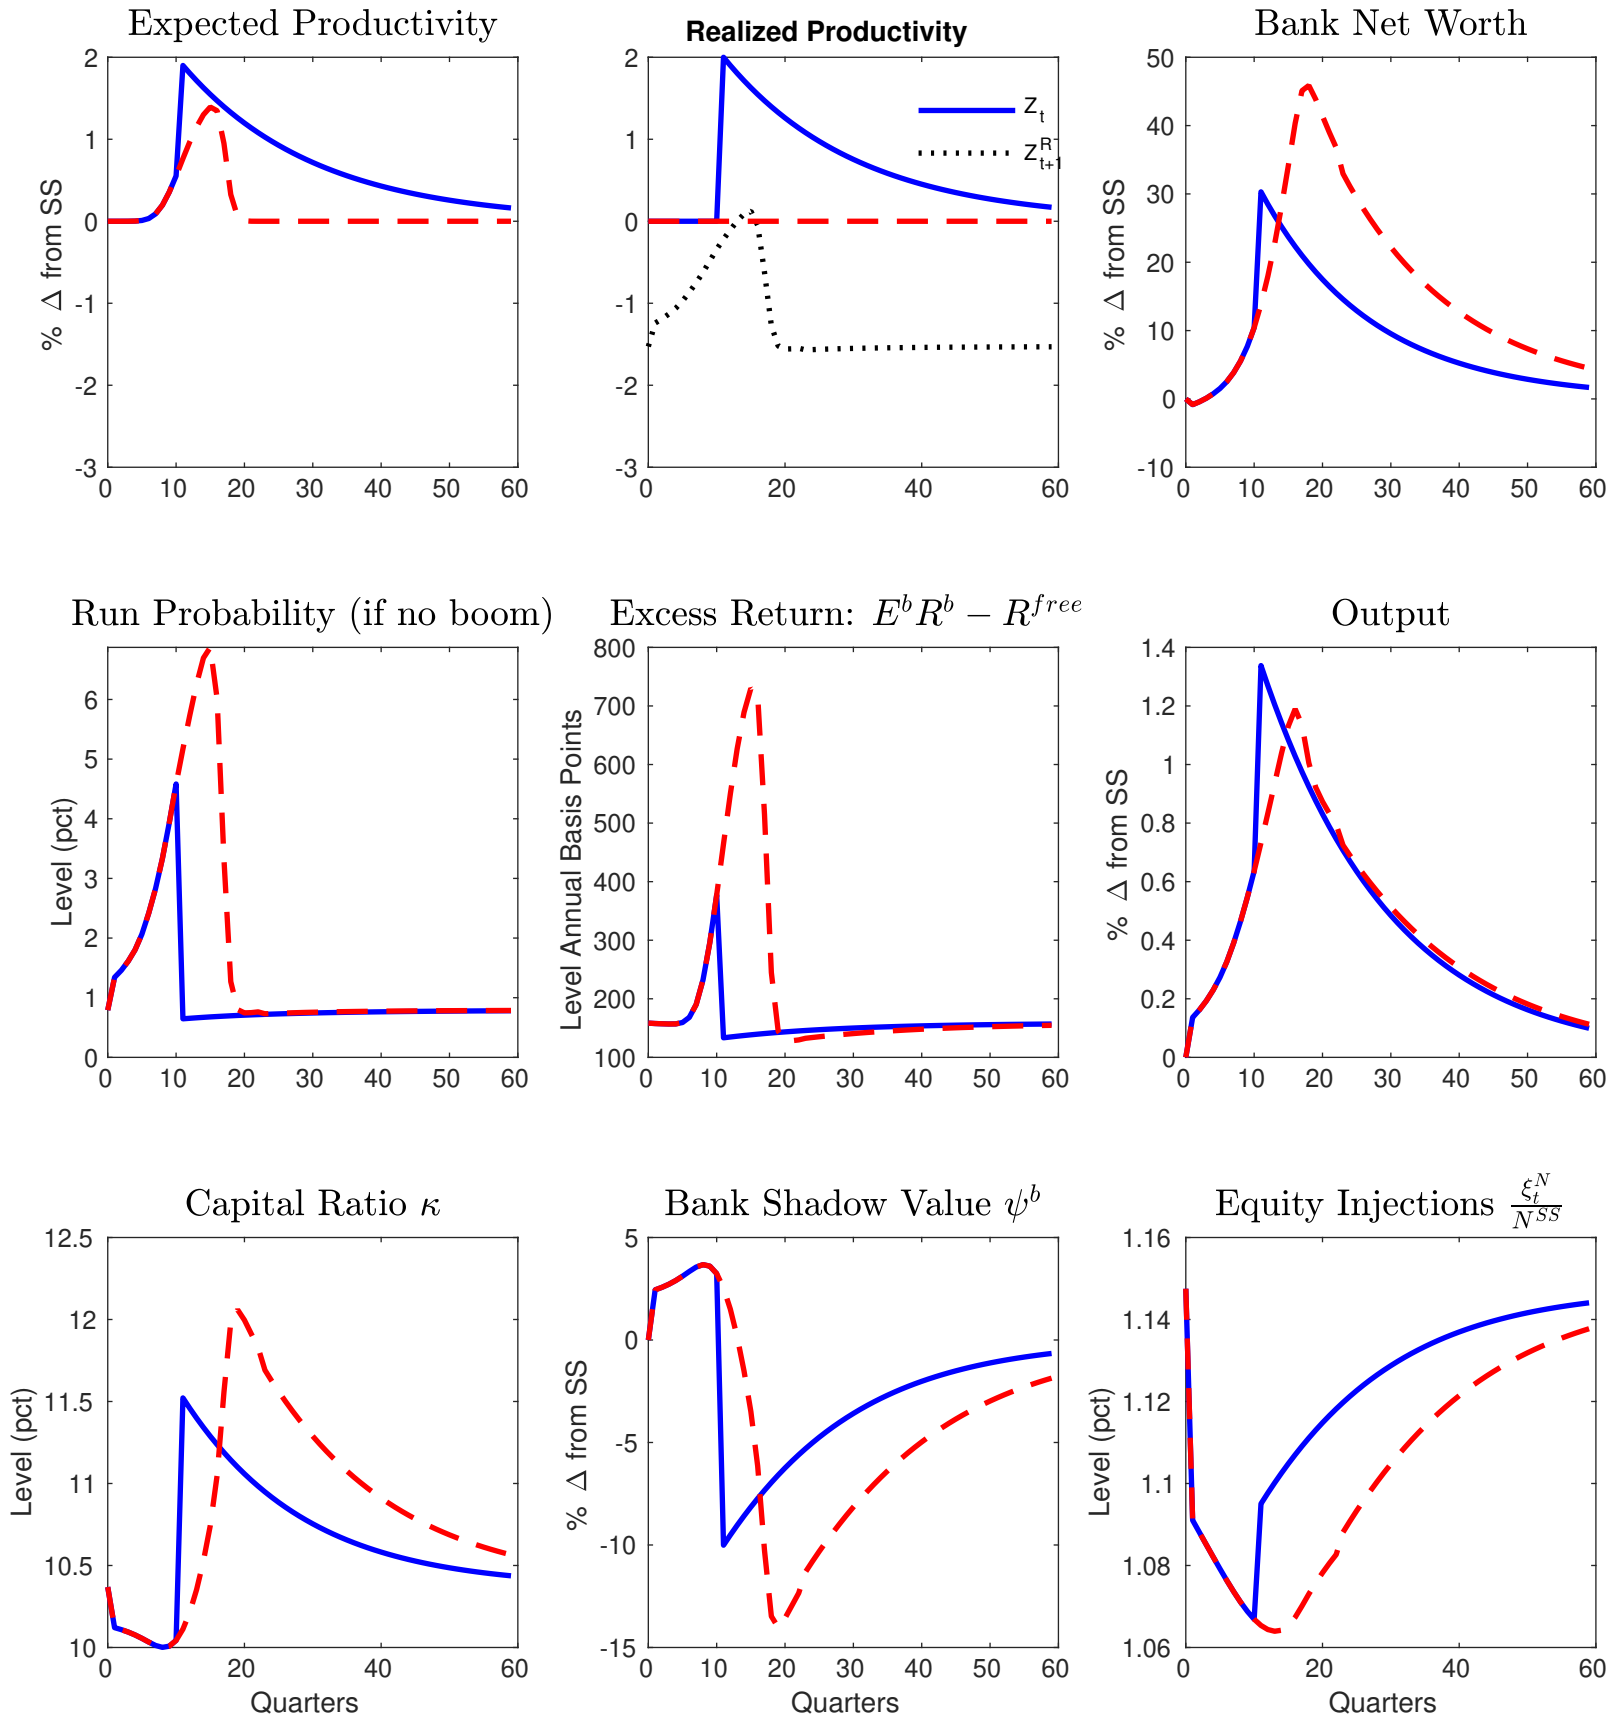 Expected Productivity
Realized Productivity
Bank Net Worth
% Δ from SS
2
1
0
-1
-2
-3
0 10 20 30 40 50 60
2
1
0
-1
-2
-3
0 20 40 60
Z_t
Z^R_{t+1}
% Δ from SS
50
40
30
20
10
0
-10
0 10 20 30 40 50 60
Run Probability (if no boom)
Excess Return: E^b R^b − R^{free}
Output
Level (pct)
6
5
4
3
2
1
0
0 10 20 30 40 50 60
Level Annual Basis Points
800
700
600
500
400
300
200
100
0 10 20 30 40 50 60
% Δ from SS
1.4
1.2
1
0.8
0.6
0.4
0.2
0
0 10 20 30 40 50 60
Capital Ratio κ
Bank Shadow Value ψ^b
Equity Injections ξ_t^N / N^{SS}
Level (pct)
12.5
12
11.5
11
10.5
10
0 20 40 60
Quarters
% Δ from SS
5
0
-5
-10
-15
0 10 20 30 40 50 60
Quarters
Level (pct)
1.16
1.14
1.12
1.1
1.08
1.06
0 20 40 60
Quarters